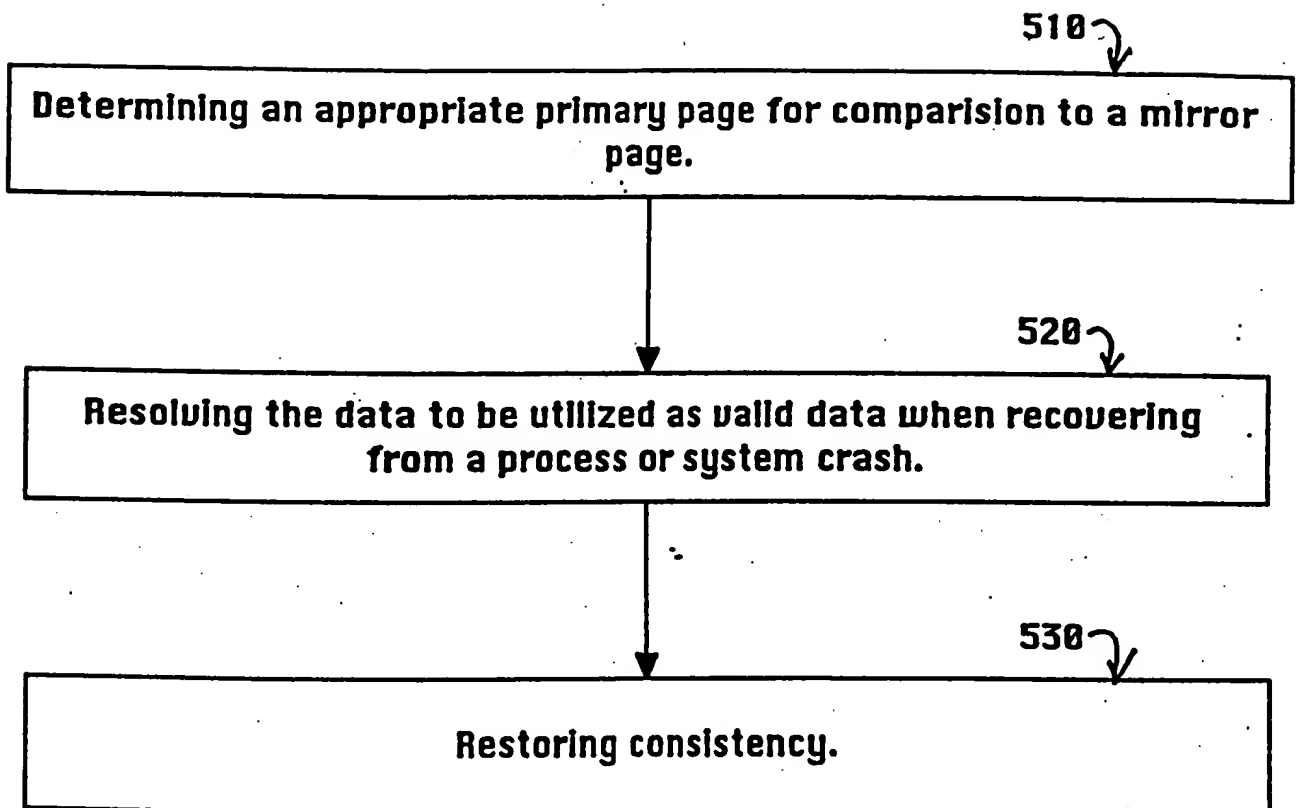 510
Determining an appropriate primary page for comparision to a mirror
page.
520
Resolving the data to be utilized as valid data when recovering
from a process or system crash.
530
Restoring consistency.